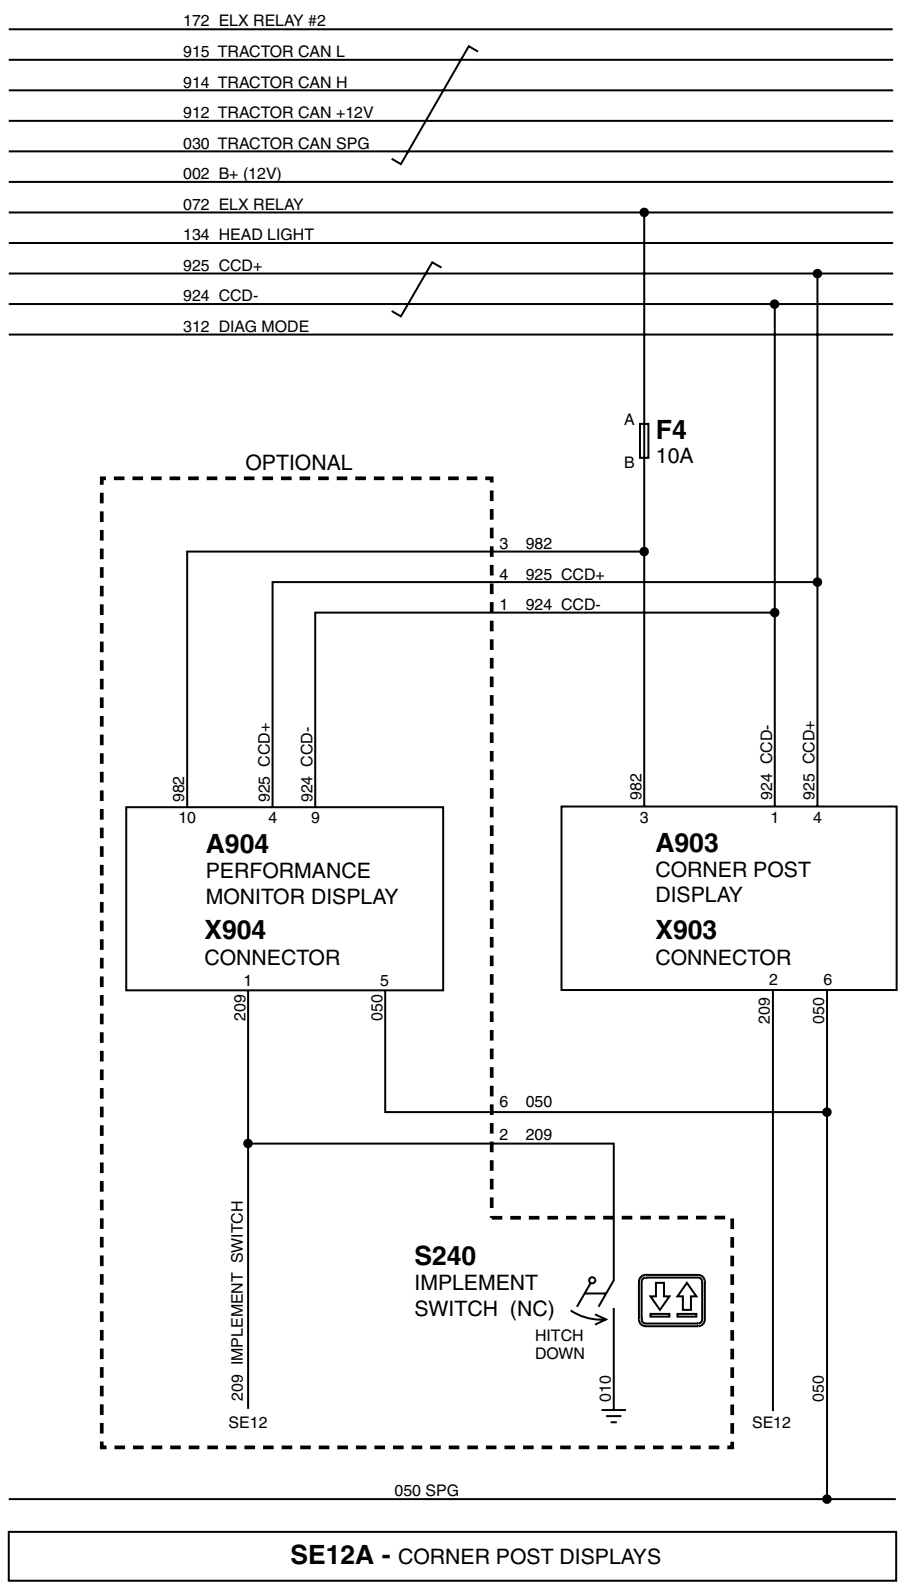 172 ELX RELAY #2
915 TRACTOR CAN L
914 TRACTOR CAN H
912 TRACTOR CAN +12V
030 TRACTOR CAN SPG
002 B+ (12V)
072 ELX RELAY
134 HEAD LIGHT
925 CCD+
924 CCD-
312 DIAG MODE
A
F4
B
10A
OPTIONAL
3 982
4 925 CCD+
1 924 CCD-
982
925 CCD+
924 CCD-
982
924 CCD-
925 CCD+
10
4
9
3
1
4
A904
PERFORMANCE
MONITOR DISPLAY
X904
CONNECTOR
A903
CORNER POST
DISPLAY
X903
CONNECTOR
1
5
2
6
209
050
209
050
6 050
2 209
209 IMPLEMENT SWITCH
S240
IMPLEMENT
SWITCH (NC)
HITCH
DOWN
010
050
SE12
SE12
050 SPG
SE12A - CORNER POST DISPLAYS